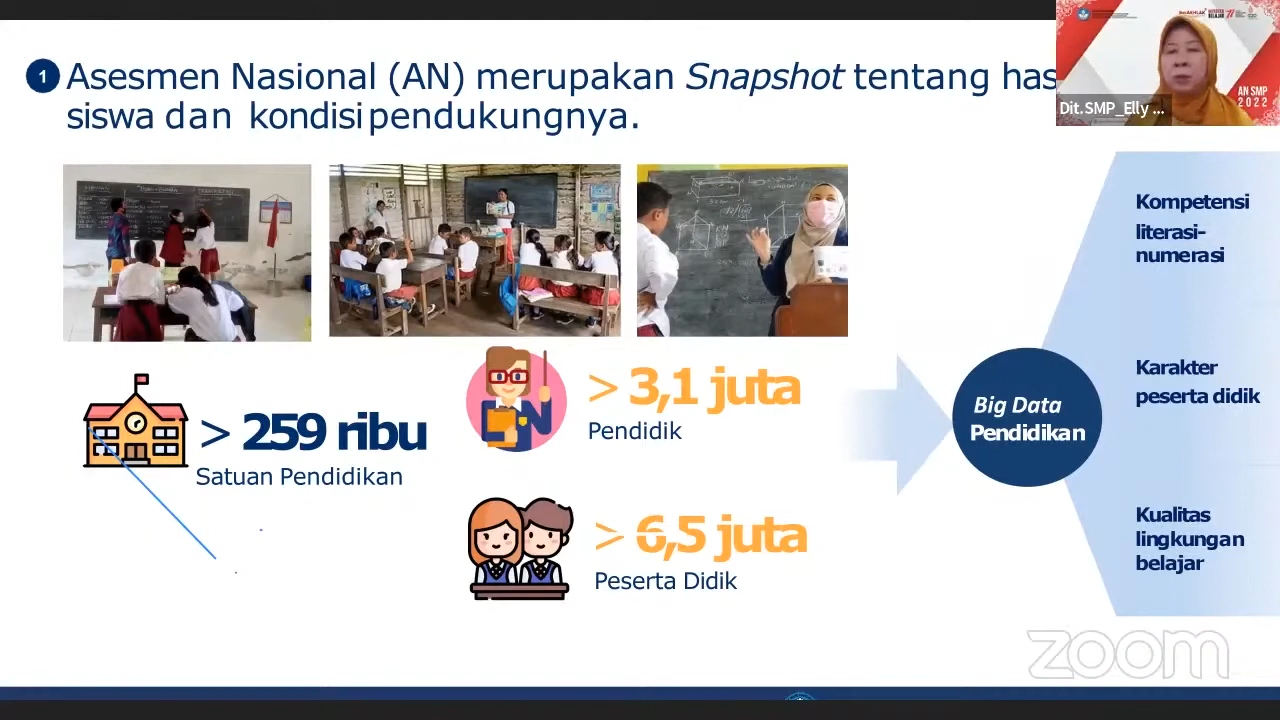 1
Asesmen Nasional (AN) merupakan Snapshot tentang has
siswa dan kondisi pendukungnya.
BELAJAR
Dit.SMP_Elly ...
AN SMP
2022
> 259 ribu
Satuan Pendidikan
> 3,1 juta
Pendidik
> 6,5 juta
Peserta Didik
Big Data
Pendidikan
Kompetensi
literasi-
numerasi
Karakter
peserta didik
Kualitas
lingkungan
belajar
zoom